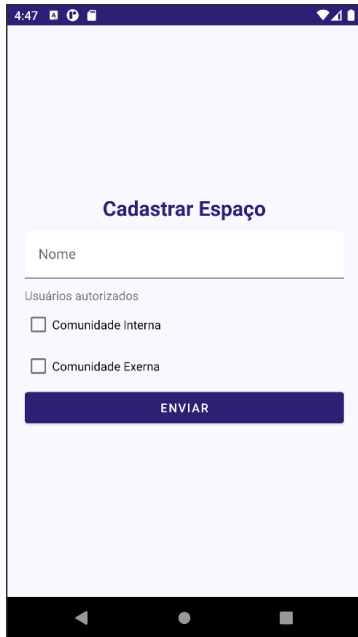 4:47
Cadastrar Espaço
Nome
Usuários autorizados
Comunidade Interna
Comunidade Exerna
ENVIAR